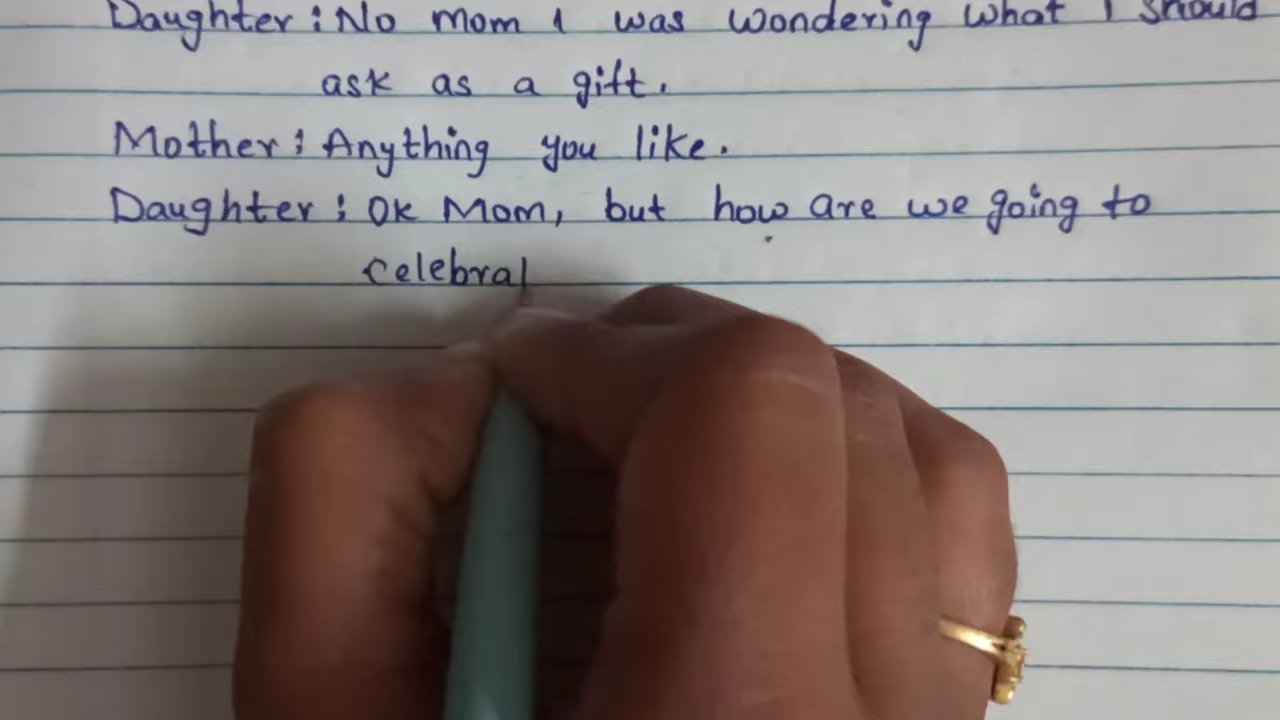 Daughter : No mom I was wondering what I should
ask as a gift.
Mother : Anything you like.
Daughter : Ok Mom, but how are we going to
celebra